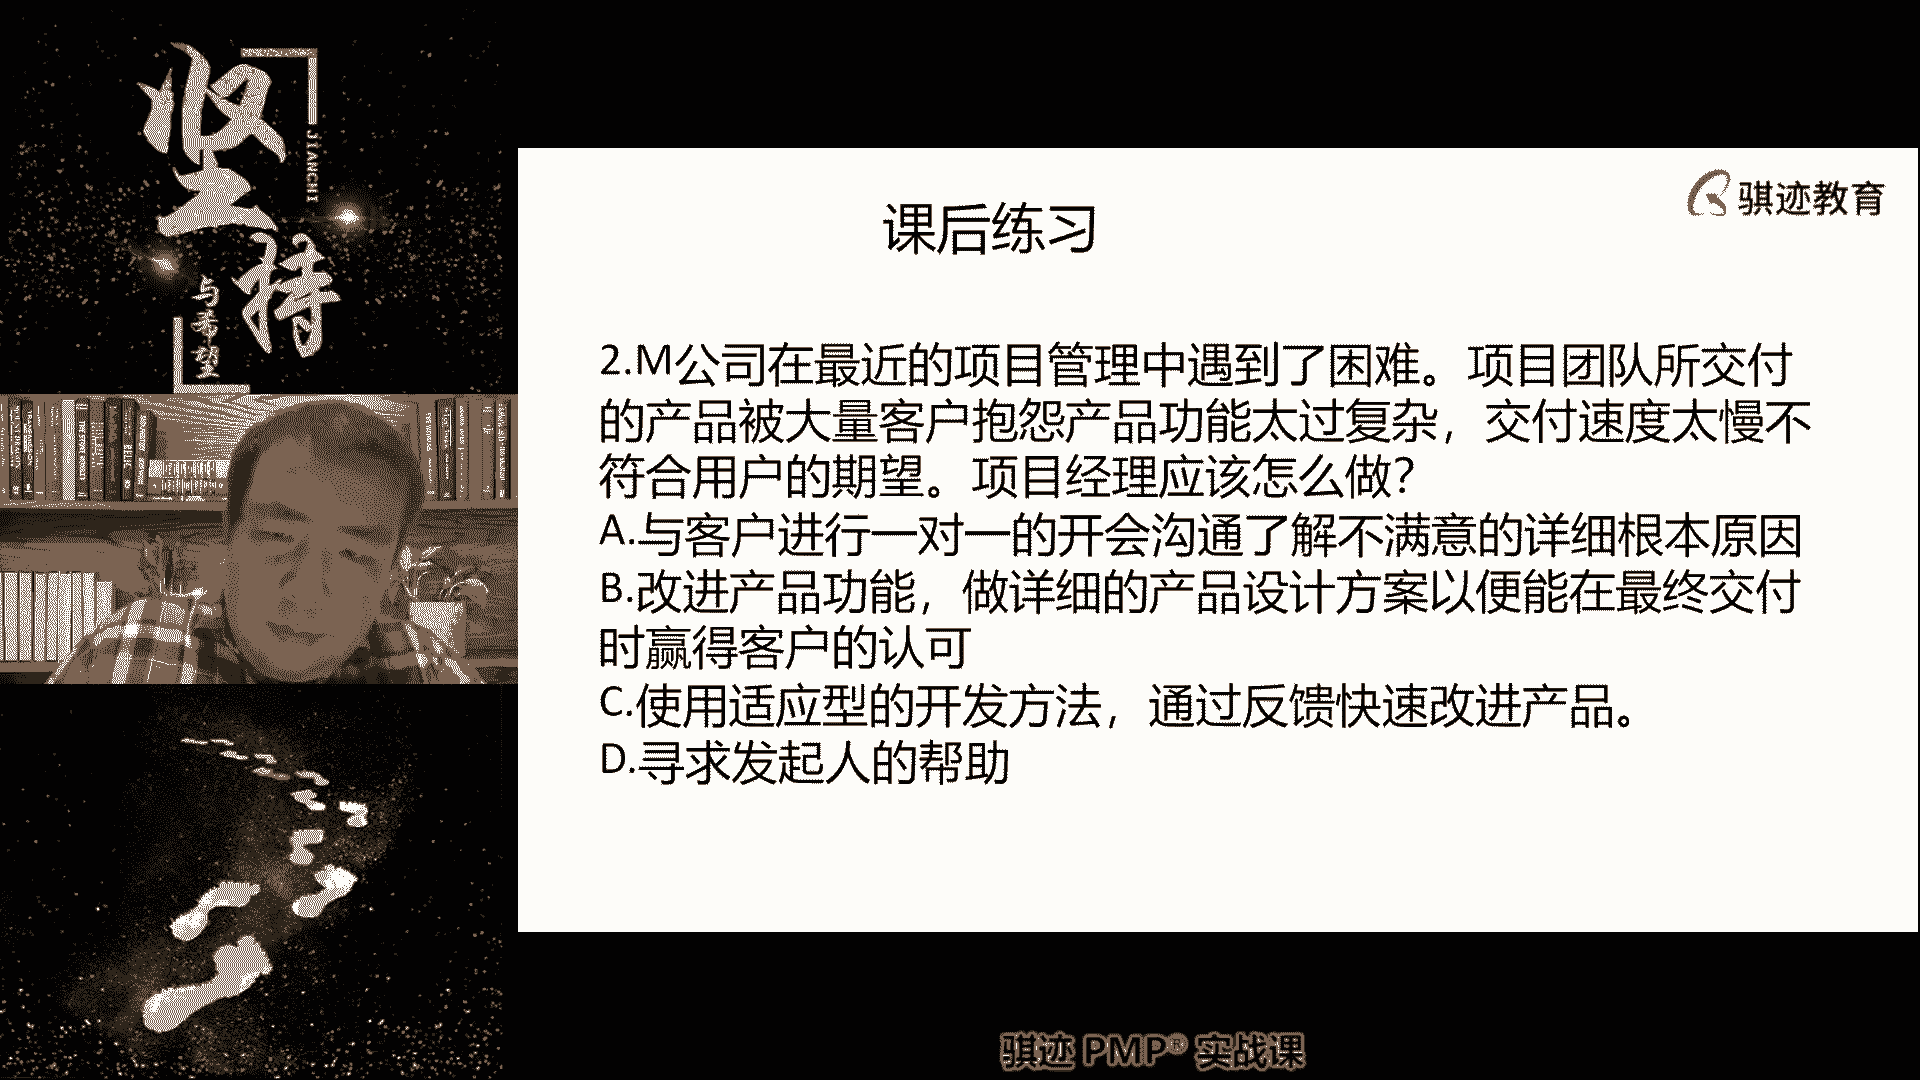 坚持
JIANCHI
与希望
骐迹教育
课后练习
2.M公司在最近的项目管理中遇到了困难。项目团队所交付
的产品被大量客户抱怨产品功能太过复杂，交付速度太慢不
符合用户的期望。项目经理应该怎么做？
A.与客户进行一对一的开会沟通了解不满意的详细根本原因
B.改进产品功能，做详细的产品设计方案以便能在最终交付
时赢得客户的认可
C.使用适应型的开发方法，通过反馈快速改进产品。
D.寻求发起人的帮助
骐迹 PMP® 实战课